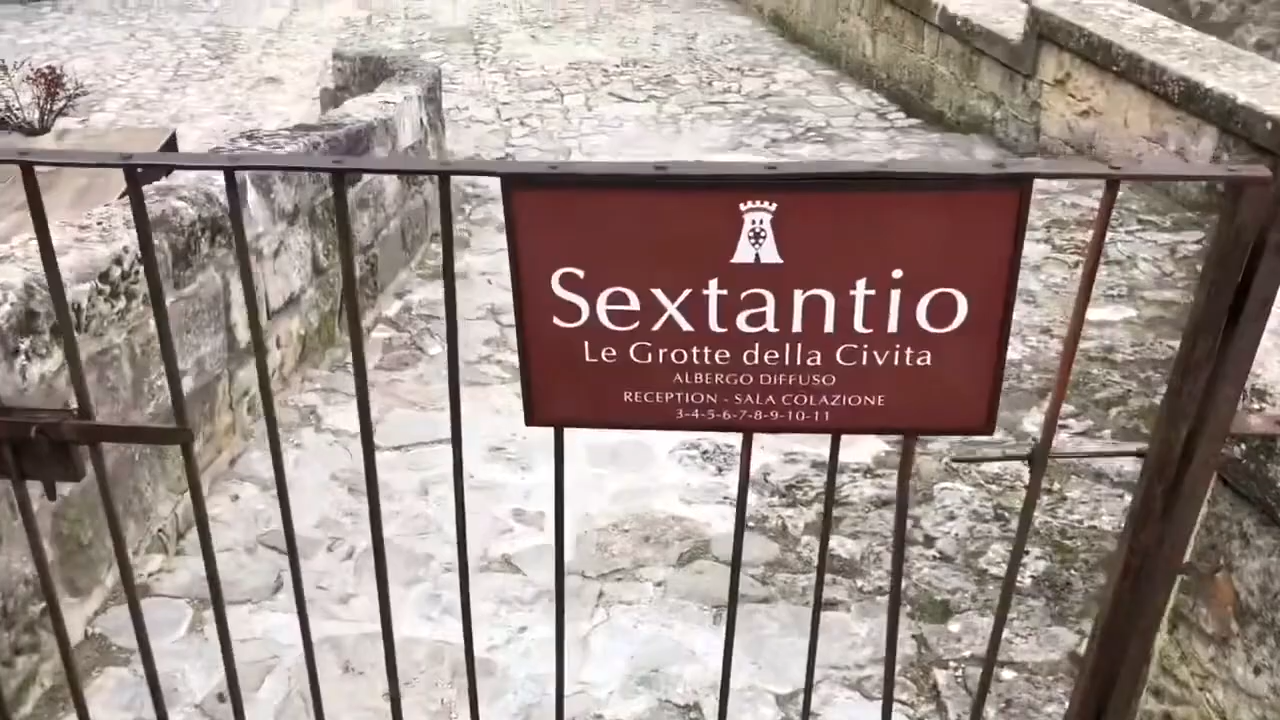 Sextantio
Le Grotte della Civita
ALBERGO DIFFUSO
RECEPTION - SALA COLAZIONE
3-4-5-6-7-8-9-10-11